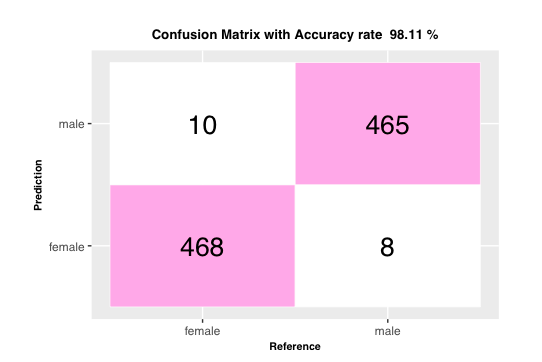 Confusion Matrix with Accuracy rate  98.11 %
Prediction
male
10
465
female
468
8
female
male
Reference